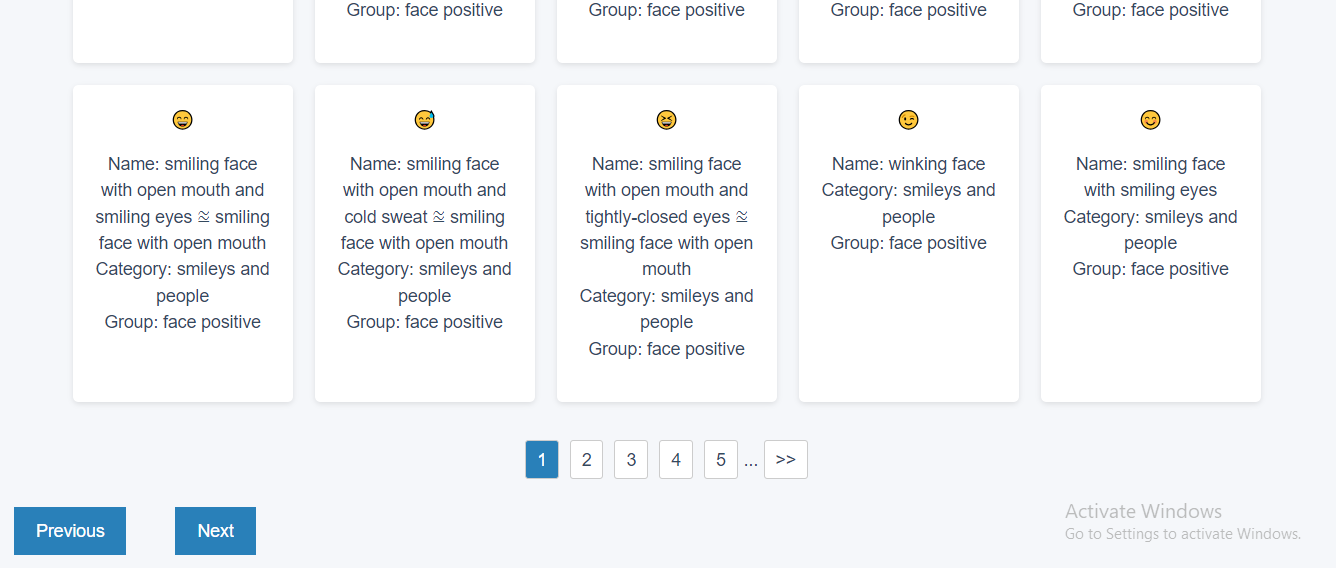 Group: face positive
Group: face positive
Group: face positive
Group: face positive
Name: smiling face
with open mouth and
smiling eyes ≊ smiling
face with open mouth
Category: smileys and
people
Group: face positive
Name: smiling face
with open mouth and
cold sweat ≊ smiling
face with open mouth
Category: smileys and
people
Group: face positive
Name: smiling face
with open mouth and
tightly-closed eyes ≊
smiling face with open
mouth
Category: smileys and
people
Group: face positive
Name: winking face
Category: smileys and
people
Group: face positive
Name: smiling face
with smiling eyes
Category: smileys and
people
Group: face positive
1 2 3 4 5 ... >>
Previous Next
Activate Windows
Go to Settings to activate Windows.